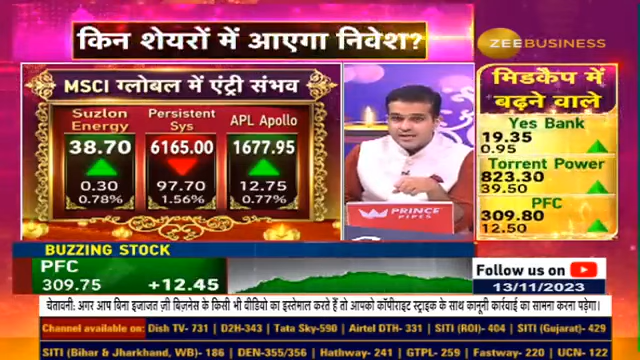 किन शेयरों में आएगा निवेश?
ZEEBUSINESS
MSCI ग्लोबल में एंट्री संभव
Suzlon
Energy
38.70
0.30
0.78%
Persistent
Sys
6165.00
97.70
1.56%
APL Apollo
1677.95
12.75
0.77%
मिडकैप में
बढ़ने वाले
Yes Bank
19.35
0.95
Torrent Power
823.30
39.50
PFC
309.80
12.50
PRINCE
PIPES
BUZZING STOCK
PFC
309.75 +12.45
Follow us on
13/11/2023
चेतावनी: अगर आप बिना इजाजत ज़ी बिज़नेस के किसी भी वीडियो का इस्तेमाल करते हैं तो आपको कॉपीराइट स्ट्राइक के साथ कानूनी कार्रवाई का सामना करना पड़ेगा।
Channel available on: Dish TV- 731 | D2H-343 | Tata Sky-590 | Airtel DTH- 331 | SITI (ROI) - 404 | SITI (Gujarat) - 429
SITI (Bihar & Jharkhand, WB)- 186 | DEN-355/356 | Hathway- 241 | GTPL- 259 | Fastway- 220 | UCN- 122